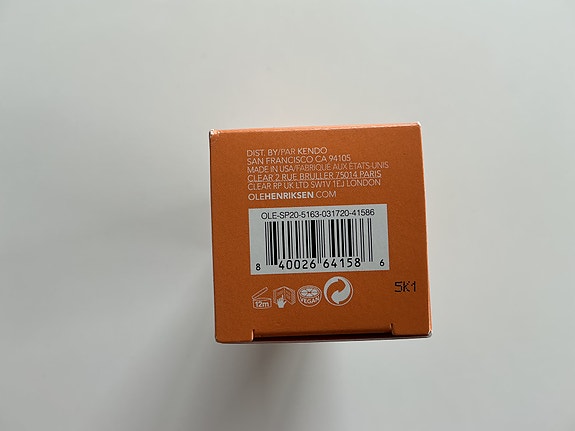 DIST. BY/PAR KENDO
SAN FRANCISCO CA 94105
MADE IN USA/FABRIQUÉ AUX ÉTATS-UNIS
CLEAR 2 RUE BRULLER 75014 PARIS
CLEAR RP UK LTD SW1V 1EJ LONDON
OLEHENRIKSEN.COM
OLE-SP20-5163-031720-41586
8 40026 64158 6
12m
VEGAN
5K1